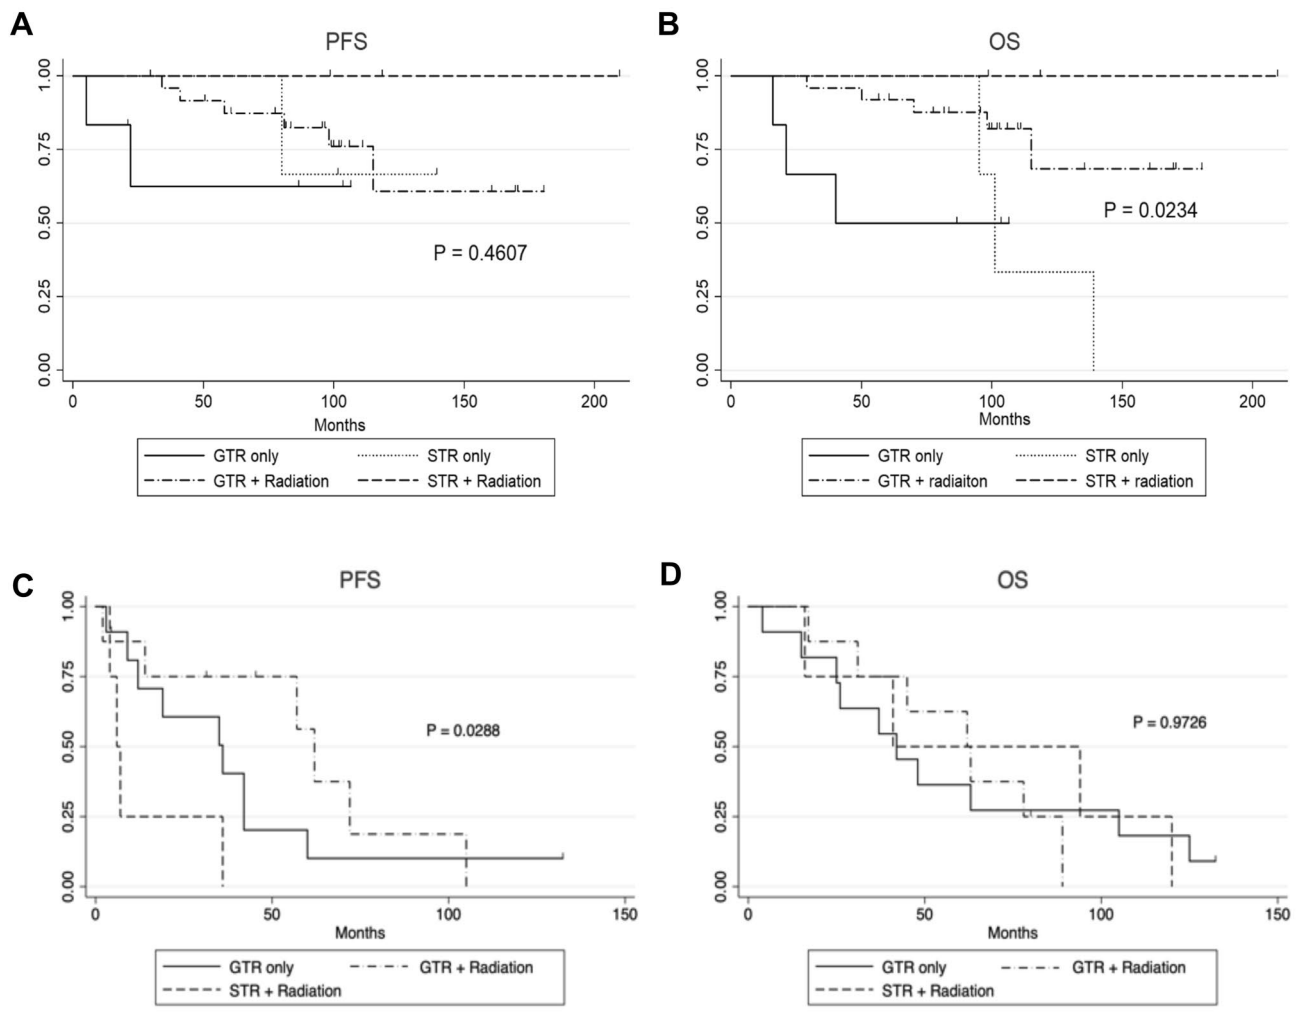 A
PFS
1.00
0.75
0.50
0.25
0.00
P = 0.4607
0 50 100 150 200
Months
GTR only STR only
GTR + Radiation STR + Radiation
B
OS
1.00
0.75
0.50
0.25
0.00
P = 0.0234
0 50 100 150 200
Months
GTR only STR only
GTR + radiaiton STR + radiation
C
PFS
1.00
0.75
0.50
0.25
0.00
P = 0.0288
0 50 100 150
Months
GTR only GTR + Radiation
STR + Radiation
D
OS
1.00
0.75
0.50
0.25
0.00
P = 0.9726
0 50 100 150
Months
GTR only GTR + Radiation
STR + Radiation